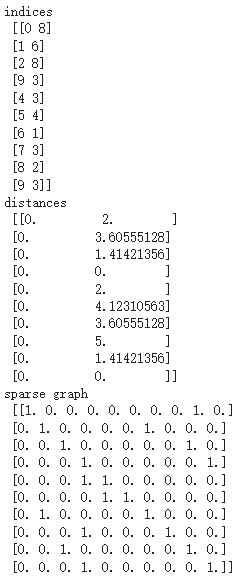 indices
[[0 8]
[1 6]
[2 8]
[9 3]
[4 3]
[5 4]
[6 1]
[7 3]
[8 2]
[9 3]]
distances
[[0. 2. ]
[0. 3.60555128]
[0. 1.41421356]
[0. 0. ]
[0. 2. ]
[0. 4.12310563]
[0. 3.60555128]
[0. 5. ]
[0. 1.41421356]
[0. 0. ]]
sparse graph
[[1. 0. 0. 0. 0. 0. 0. 0. 1. 0.]
[0. 1. 0. 0. 0. 0. 1. 0. 0. 0.]
[0. 0. 1. 0. 0. 0. 0. 0. 1. 0.]
[0. 0. 0. 1. 0. 0. 0. 0. 0. 1.]
[0. 0. 0. 1. 1. 0. 0. 0. 0. 0.]
[0. 0. 0. 0. 1. 1. 0. 0. 0. 0.]
[0. 1. 0. 0. 0. 0. 1. 0. 0. 0.]
[0. 0. 0. 1. 0. 0. 0. 1. 0. 0.]
[0. 0. 1. 0. 0. 0. 0. 0. 1. 0.]
[0. 0. 0. 1. 0. 0. 0. 0. 0. 1.]]